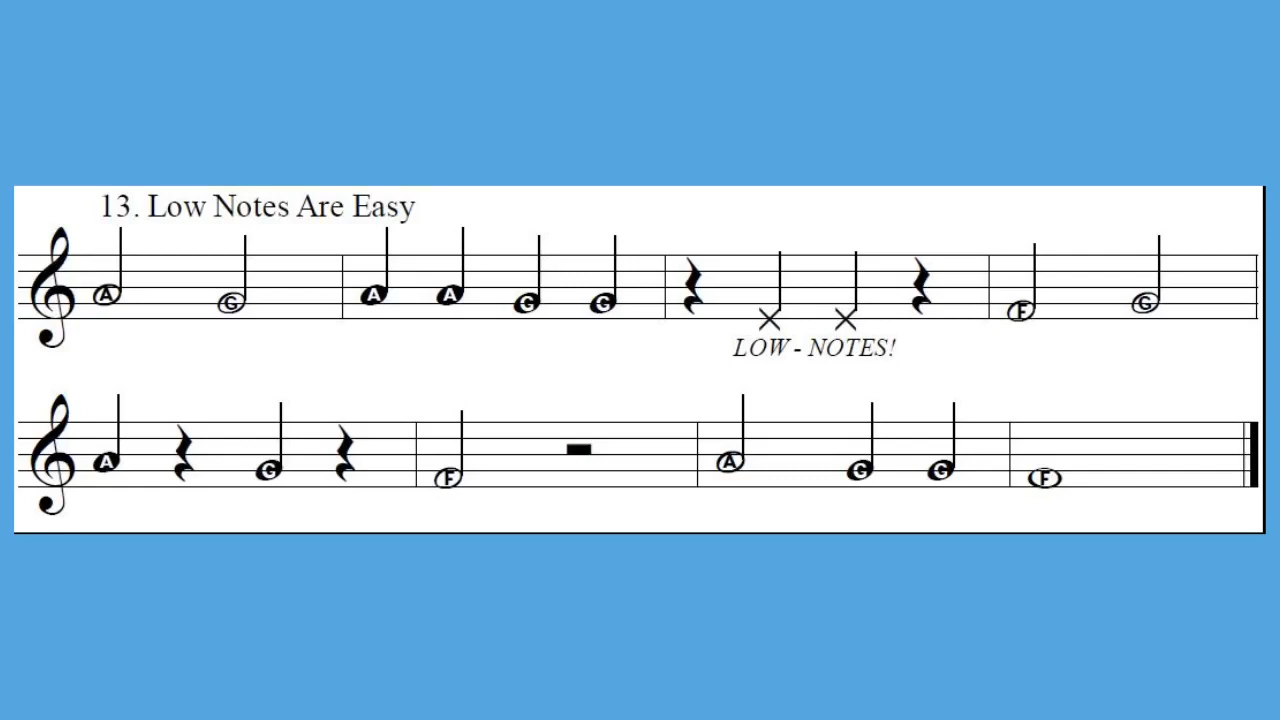 13. Low Notes Are Easy
A G A A G G F G
LOW - NOTES!
A G F A G G F